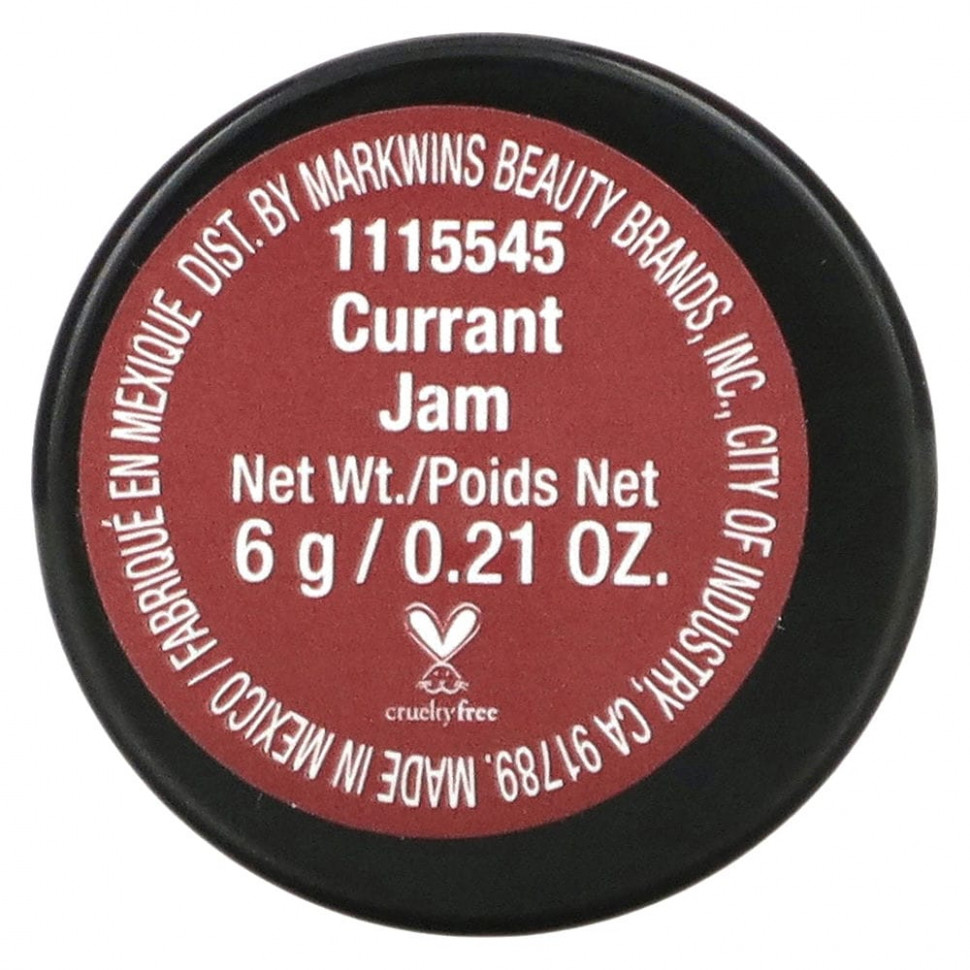 1115545
Currant
Jam
Net Wt./Poids Net
6 g / 0.21 OZ.
crueltyfree
DIST. BY MARKWINS BEAUTY BRANDS, INC., CITY OF INDUSTRY, CA 91789. MADE IN MEXICO / FABRIQUÉ EN MEXIQUE